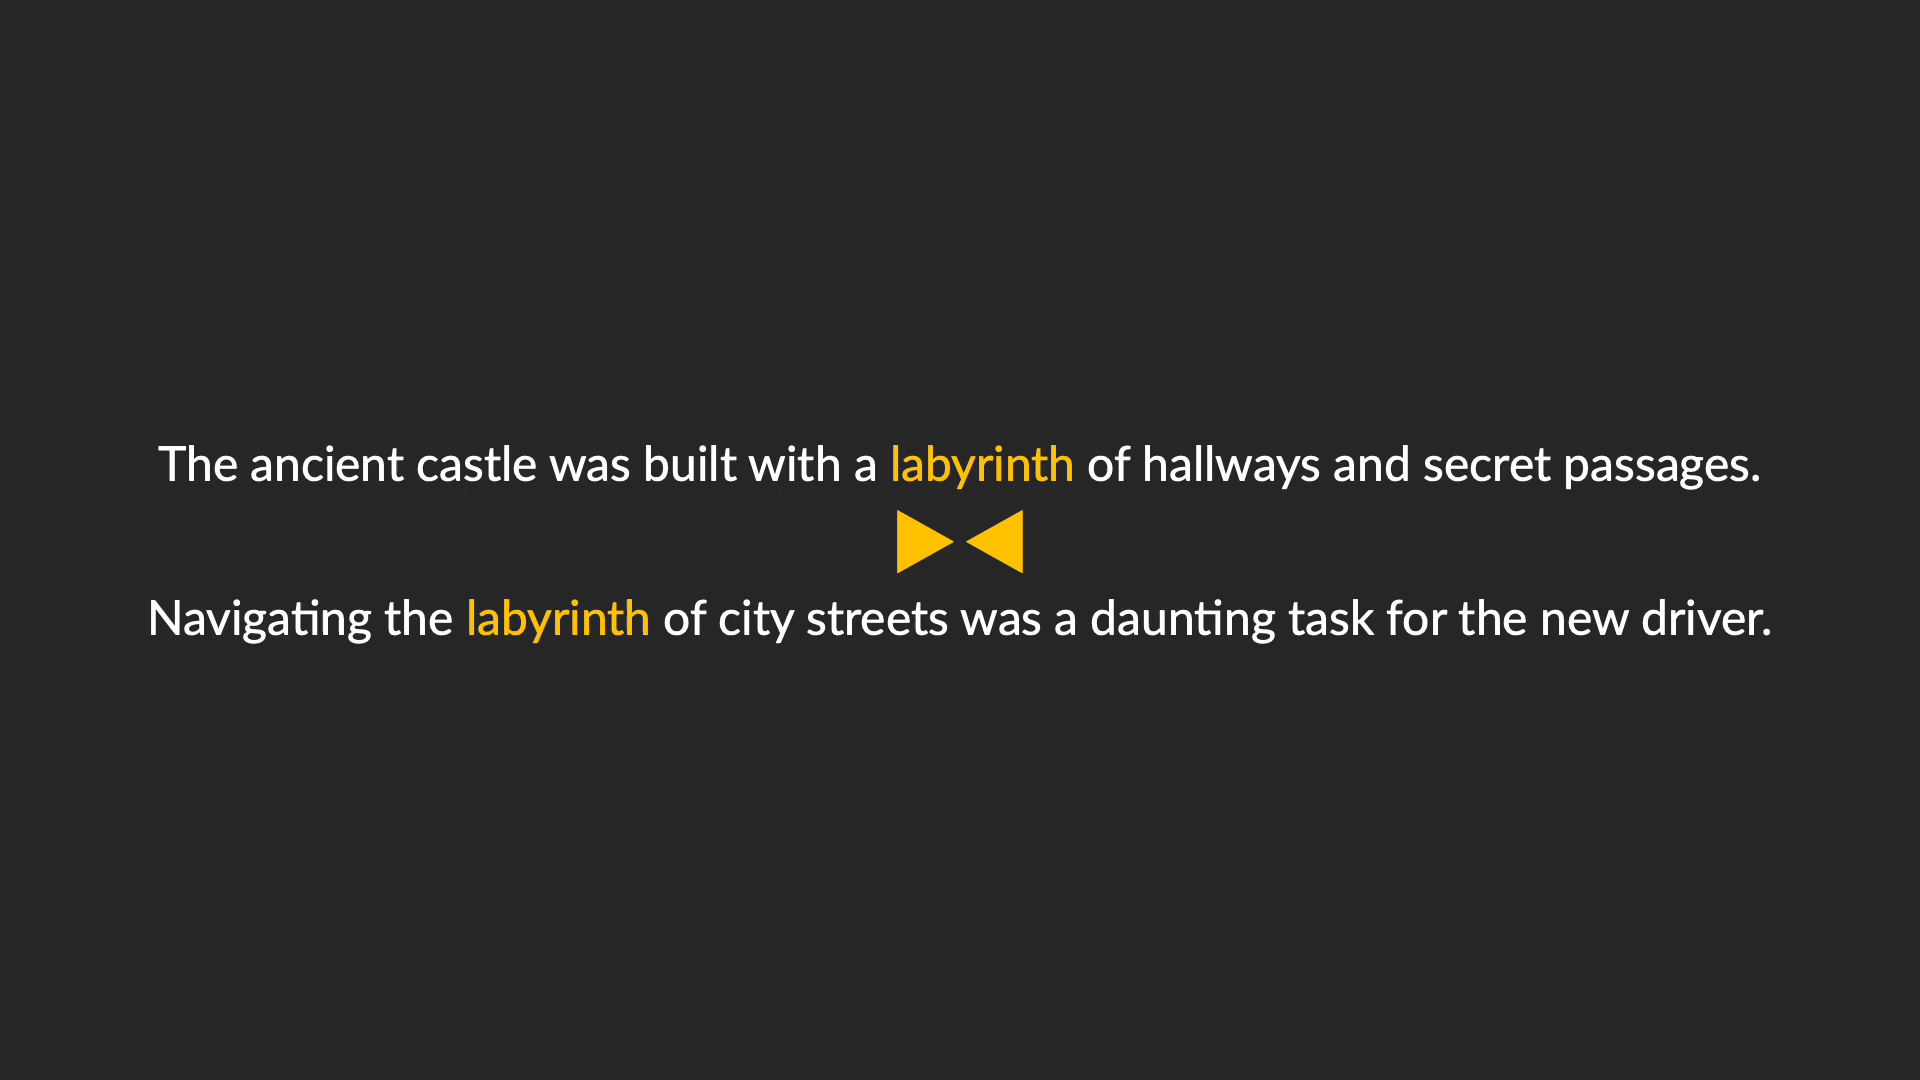 The ancient castle was built with a labyrinth of hallways and secret passages.
Navigating the labyrinth of city streets was a daunting task for the new driver.